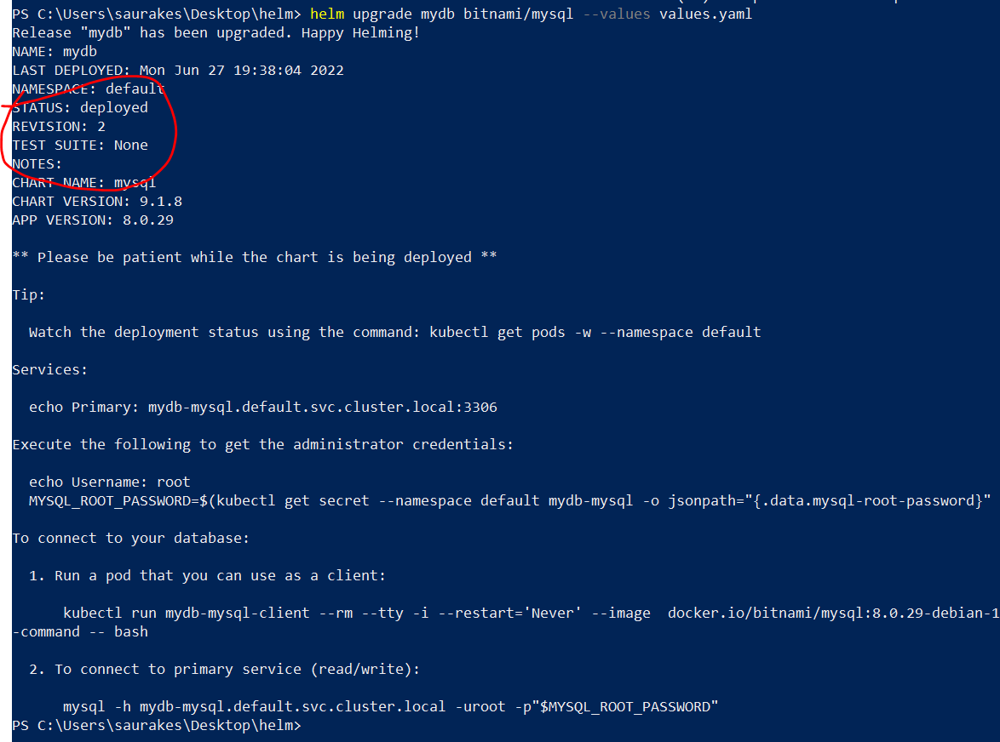 PS C:\Users\saurakes\Desktop\helm> helm upgrade mydb bitnami/mysql --values values.yaml
Release "mydb" has been upgraded. Happy Helming!
NAME: mydb
LAST DEPLOYED: Mon Jun 27 19:38:04 2022
NAMESPACE: default
STATUS: deployed
REVISION: 2
TEST SUITE: None
NOTES:
CHART NAME: mysql
CHART VERSION: 9.1.8
APP VERSION: 8.0.29
** Please be patient while the chart is being deployed **
Tip:
Watch the deployment status using the command: kubectl get pods -w --namespace default
Services:
echo Primary: mydb-mysql.default.svc.cluster.local:3306
Execute the following to get the administrator credentials:
echo Username: root
MYSQL_ROOT_PASSWORD=$(kubectl get secret --namespace default mydb-mysql -o jsonpath="{.data.mysql-root-password}"
To connect to your database:
1. Run a pod that you can use as a client:
kubectl run mydb-mysql-client --rm --tty -i --restart='Never' --image  docker.io/bitnami/mysql:8.0.29-debian-1
-command -- bash
2. To connect to primary service (read/write):
mysql -h mydb-mysql.default.svc.cluster.local -uroot -p"$MYSQL_ROOT_PASSWORD"
PS C:\Users\saurakes\Desktop\helm>